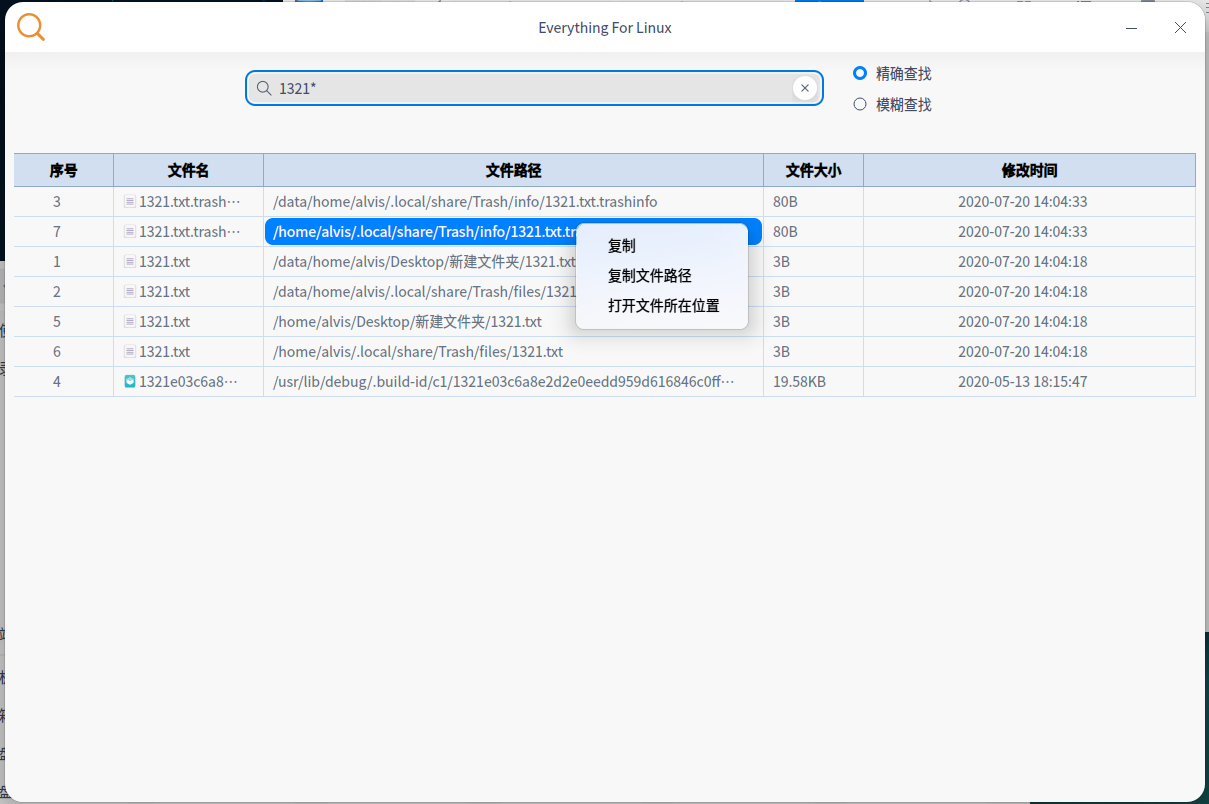 Everything For Linux
1321*
精确查找
模糊查找
序号 文件名 文件路径 文件大小 修改时间
3 1321.txt.trash··· /data/home/alvis/.local/share/Trash/info/1321.txt.trashinfo 80B 2020-07-20 14:04:33
7 1321.txt.trash··· /home/alvis/.local/share/Trash/info/1321.txt.tr 80B 2020-07-20 14:04:33
1 1321.txt /data/home/alvis/Desktop/新建文件夹/1321.txt 3B 2020-07-20 14:04:18
2 1321.txt /data/home/alvis/.local/share/Trash/files/1321 3B 2020-07-20 14:04:18
5 1321.txt /home/alvis/Desktop/新建文件夹/1321.txt 3B 2020-07-20 14:04:18
6 1321.txt /home/alvis/.local/share/Trash/files/1321.txt 3B 2020-07-20 14:04:18
4 1321e03c6a8··· /usr/lib/debug/.build-id/c1/1321e03c6a8e2d2e0eedd959d616846c0ff··· 19.58KB 2020-05-13 18:15:47
复制
复制文件路径
打开文件所在位置